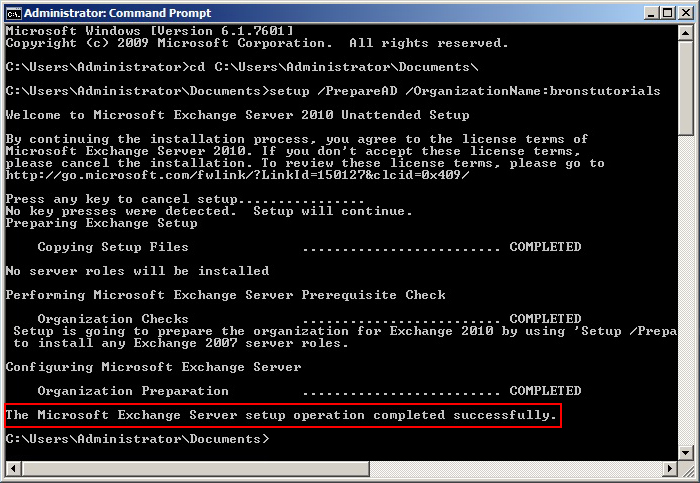 Administrator: Command Prompt
Microsoft Windows [Version 6.1.7601]
Copyright (c) 2009 Microsoft Corporation.  All rights reserved.
C:\Users\Administrator>cd C:\Users\Administrator\Documents\
C:\Users\Administrator\Documents>setup /PrepareAD /OrganizationName:bronstutorials
Welcome to Microsoft Exchange Server 2010 Unattended Setup
By continuing the installation process, you agree to the license terms of
Microsoft Exchange Server 2010. If you don't accept these license terms,
please cancel the installation. To review these license terms, please go to
http://go.microsoft.com/fwlink/?LinkId=150127&clcid=0x409/
Press any key to cancel setup................
No key presses were detected.  Setup will continue.
Preparing Exchange Setup
Copying Setup Files ......................... COMPLETED
No server roles will be installed
Performing Microsoft Exchange Server Prerequisite Check
Organization Checks ......................... COMPLETED
Setup is going to prepare the organization for Exchange 2010 by using 'Setup /Prepa
to install any Exchange 2007 server roles.
Configuring Microsoft Exchange Server
Organization Preparation ......................... COMPLETED
The Microsoft Exchange Server setup operation completed successfully.
C:\Users\Administrator\Documents>